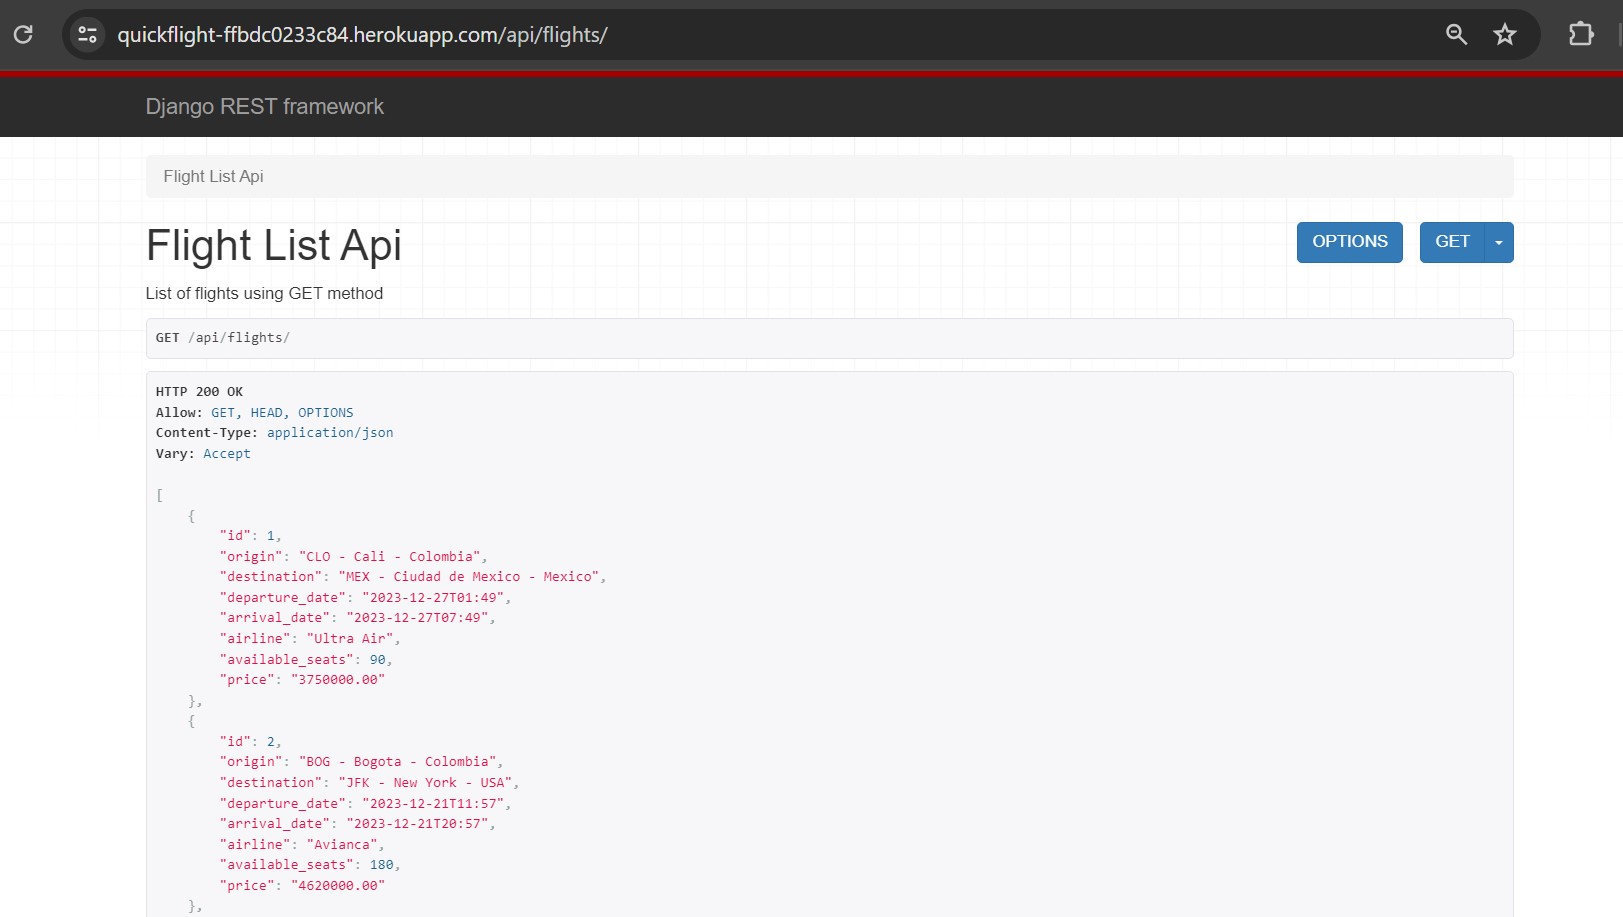 quickflight-ffbdc0233c84.herokuapp.com/api/flights/
Django REST framework
Flight List Api
Flight List Api
OPTIONS
GET
List of flights using GET method
GET /api/flights/
HTTP 200 OK
Allow: GET, HEAD, OPTIONS
Content-Type: application/json
Vary: Accept
[
{
"id": 1,
"origin": "CLO - Cali - Colombia",
"destination": "MEX - Ciudad de Mexico - Mexico",
"departure_date": "2023-12-27T01:49",
"arrival_date": "2023-12-27T07:49",
"airline": "Ultra Air",
"available_seats": 90,
"price": "3750000.00"
},
{
"id": 2,
"origin": "BOG - Bogota - Colombia",
"destination": "JFK - New York - USA",
"departure_date": "2023-12-21T11:57",
"arrival_date": "2023-12-21T20:57",
"airline": "Avianca",
"available_seats": 180,
"price": "4620000.00"
},